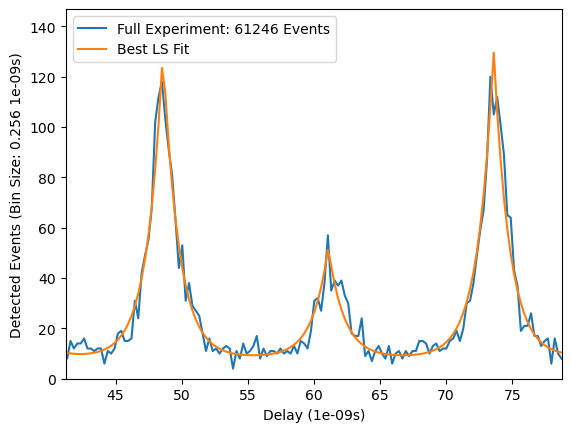 Full Experiment: 61246 Events
Best LS Fit
Detected Events (Bin Size: 0.256 1e-09s)
140
120
100
80
60
40
20
0
45 50 55 60 65 70 75
Delay (1e-09s)